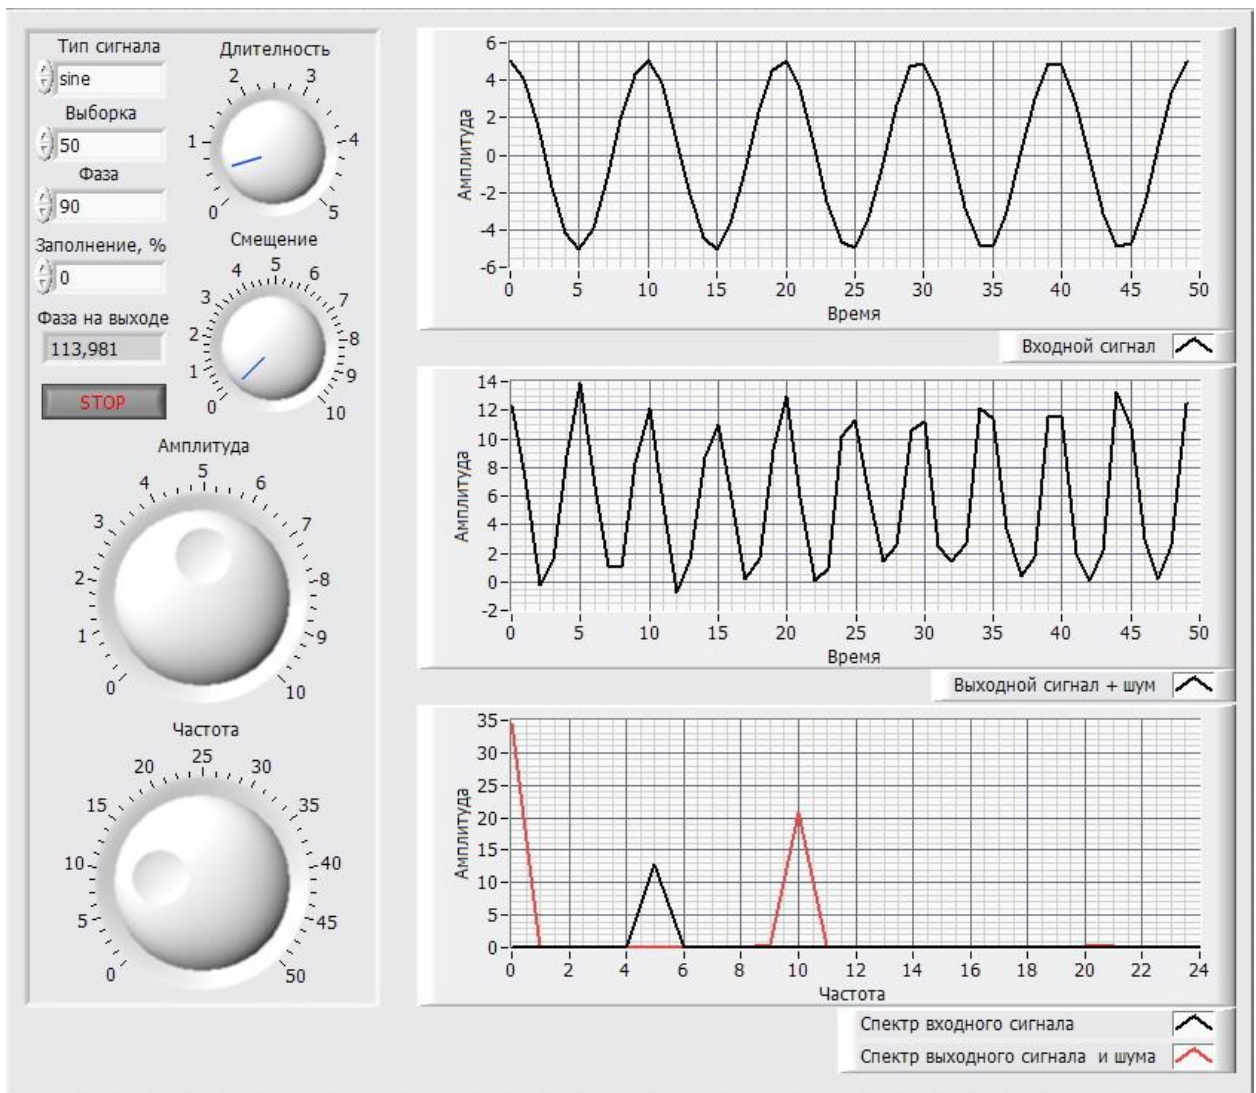 Тип сигнала
sine
Выборка
50
Фаза
90
Заполнение, %
0
Фаза на выходе
113,981
STOP
Длителность
0 1 2 3 4 5
Смещение
0 1 2 3 4 5 6 7 8 9 10
Амплитуда
0 1 2 3 4 5 6 7 8 9 10
Частота
0 5 10 15 20 25 30 35 40 45 50
Амплитуда
6
4
2
0
-2
-4
-6
0 5 10 15 20 25 30 35 40 45 50
Время
Входной сигнал
Амплитуда
14
12
10
8
6
4
2
0
-2
0 5 10 15 20 25 30 35 40 45 50
Время
Выходной сигнал + шум
Амплитуда
35
30
25
20
15
10
5
0
0 2 4 6 8 10 12 14 16 18 20 22 24
Частота
Спектр входного сигнала
Спектр выходного сигнала и шума